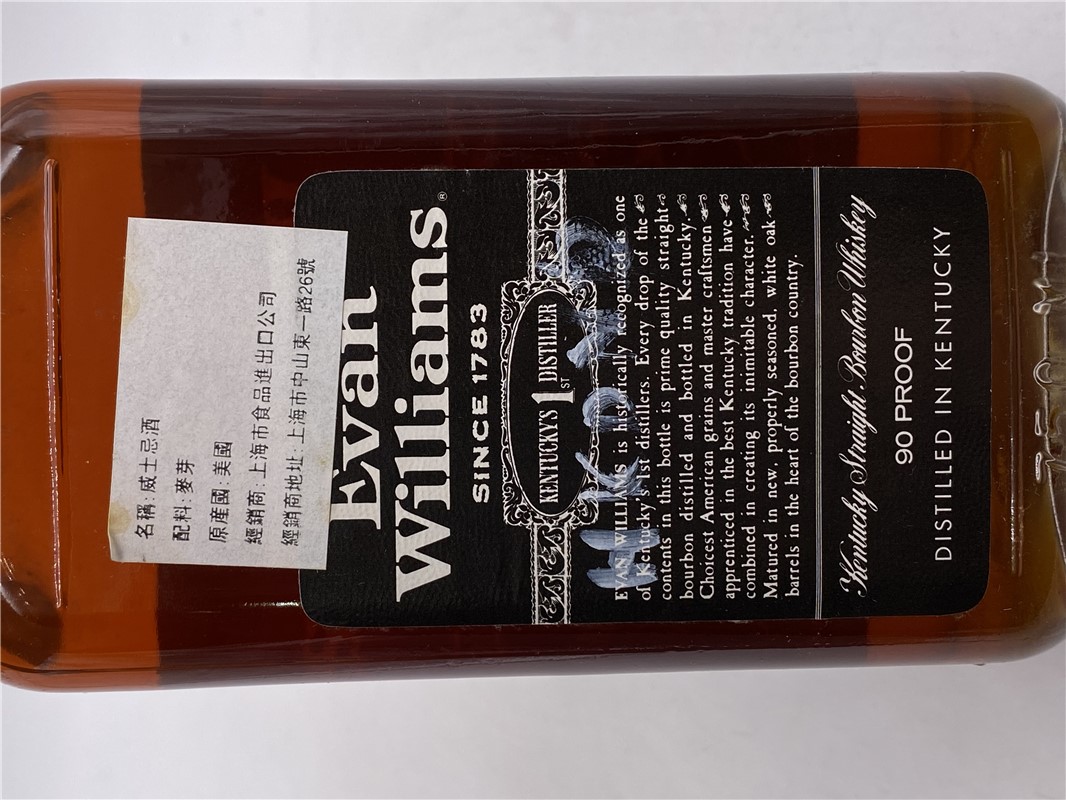 名稱:威士忌酒
配料:麥芽
原產國:美國
經銷商:上海市食品進出口公司
經銷商地址:上海市中山東一路26號
Evan
Williams®
SINCE 1783
KENTUCKY'S 1ST DISTILLER
EVAN WILLIAMS is historically recognized as one
of Kentucky's 1st distillers. Every drop of the
contents in this bottle is prime quality straight
bourbon distilled and bottled in Kentucky.
Choicest American grains and master craftsmen
apprenticed in the best Kentucky tradition have
combined in creating its inimitable character.
Matured in new, properly seasoned, white oak
barrels in the heart of the bourbon country.
Kentucky Straight Bourbon Whiskey
90 PROOF
DISTILLED IN KENTUCKY